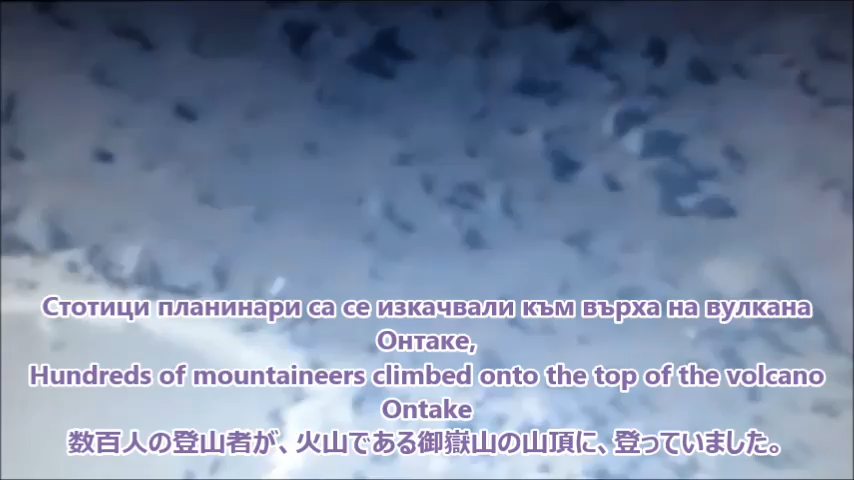 Стотици планинари са се изкачвали към върха на вулкана
Онтаке,
Hundreds of mountaineers climbed onto the top of the volcano
Ontake
数百人の登山者が、火山である御嶽山の山頂に、登っていました。